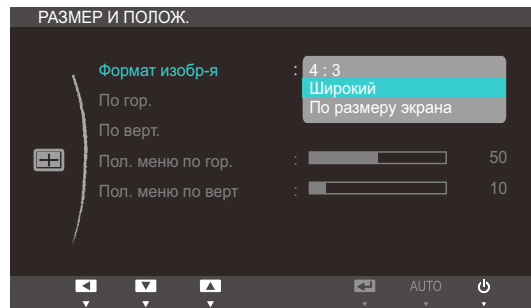 РАЗМЕР И ПОЛОЖ.
Формат изобр-я : 4 : 3
Широкий
По размеру экрана
По гор.
По верт.
Пол. меню по гор. : 50
Пол. меню по верт : 10
AUTO